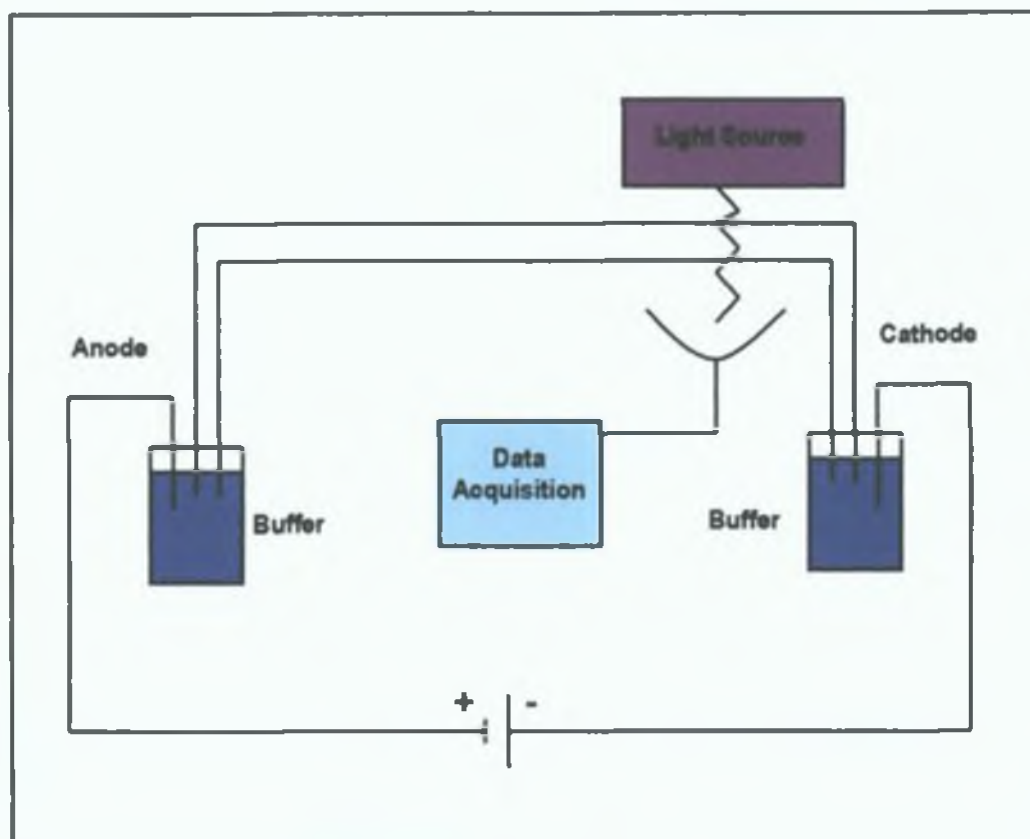 Light Source
Anode
Cathode
Data
Acquisition
Buffer
Buffer
+ -